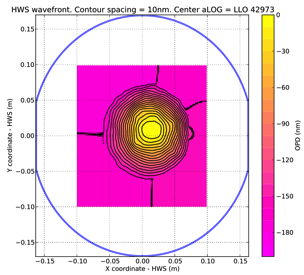 HWS wavefront. Contour spacing = 10nm. Center aLOG = LLO 42973
0.15
0.10
0.05
0.00
−0.05
−0.10
−0.15
Y coordinate - HWS (m)
−0.15 −0.10 −0.05 0.00 0.05 0.10 0.15
X coordinate - HWS (m)
0
−30
−60
−90
−120
−150
−180
OPD (nm)